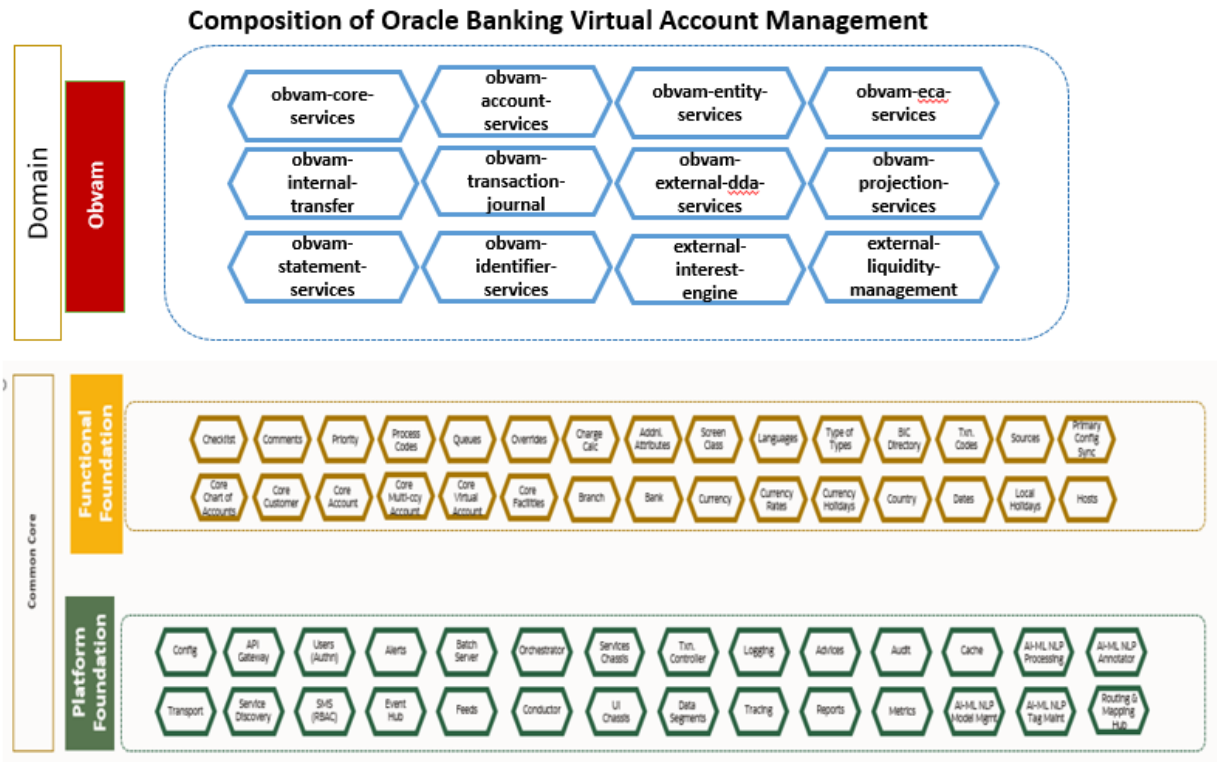 Composition of Oracle Banking Virtual Account Management
Domain
Obvam
obvam-core-
services
obvam-
account-
services
obvam-entity-
services
obvam-eca-
services
obvam-
internal-
transfer
obvam-
transaction-
journal
obvam-
external-dda-
services
obvam-
projection-
services
obvam-
statement-
services
obvam-
identifier-
services
external-
interest-
engine
external-
liquidity-
management
Common Core
Functional
Foundation
Checklist
Comments
Priority
Process
Codes
Queues
Overrides
Charge
Calc
Addnl.
Attributes
Screen
Class
Languages
Type of
Types
BIC
Directory
Txn.
Codes
Sources
Primary
Config
Sync
Core
Chart of
Accounts
Core
Customer
Core
Account
Core
Multi-ccy
Account
Core
Virtual
Account
Core
Facilities
Branch
Bank
Currency
Currency
Rates
Currency
Holidays
Country
Dates
Local
Holidays
Hosts
Platform
Foundation
Config
API
Gateway
Users
(Authn)
Alerts
Batch
Server
Orchestrator
Services
Chassis
Txn.
Controller
Logging
Advices
Audit
Cache
AI-ML NLP
Processing
AI-ML NLP
Annotator
Transport
Service
Discovery
SMS
(RBAC)
Event
Hub
Feeds
Conductor
UI
Chassis
Data
Segments
Tracing
Reports
Metrics
AI-ML NLP
Model Mgmt
AI-ML NLP
Tag Maint
Routing &
Mapping
Hub